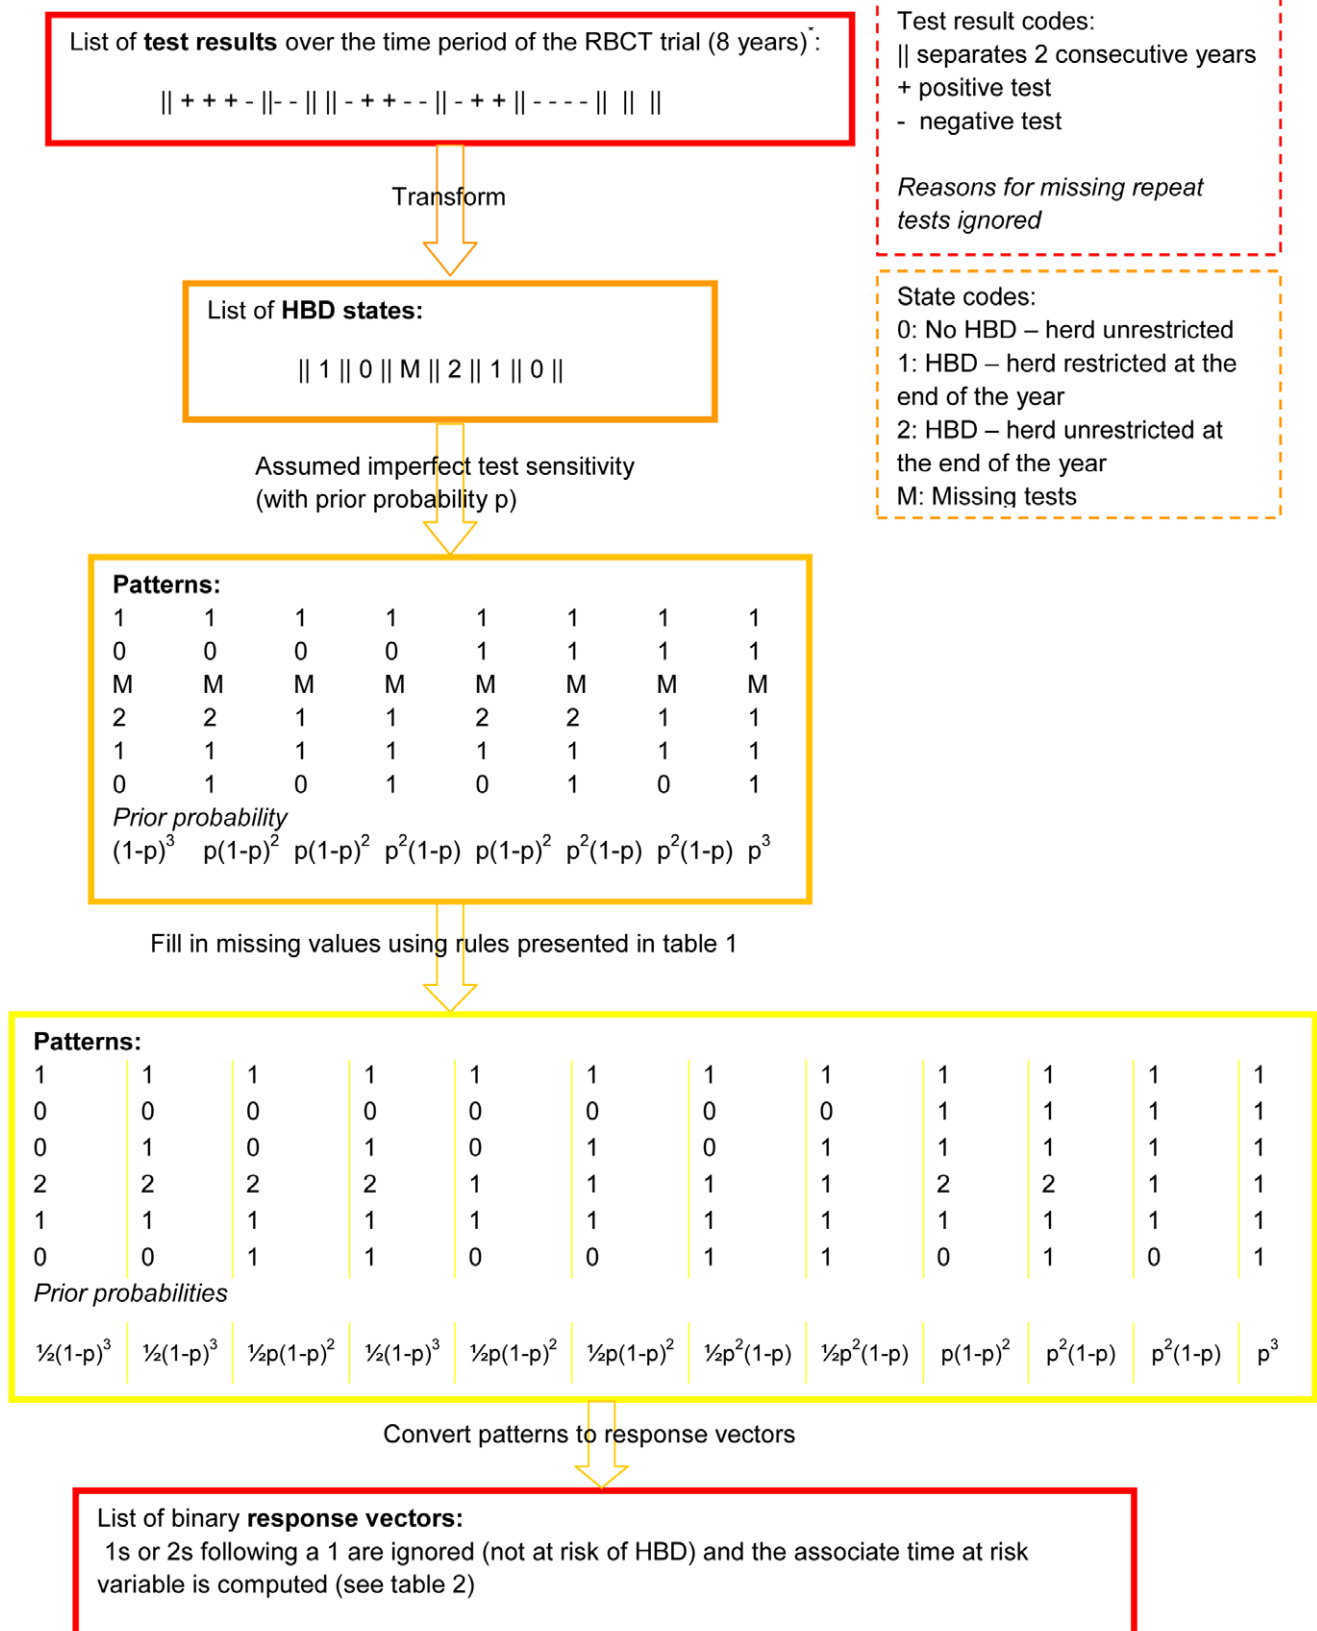 List of test results over the time period of the RBCT trial (8 years)*:
|| + + + - ||- - || || - + + - - || - + + || - - - - || || ||
Test result codes:
|| separates 2 consecutive years
+ positive test
- negative test
Reasons for missing repeat
tests ignored
Transform
List of HBD states:
|| 1 || 0 || M || 2 || 1 || 0 ||
State codes:
0: No HBD – herd unrestricted
1: HBD – herd restricted at the
end of the year
2: HBD – herd unrestricted at
the end of the year
M: Missing tests
Assumed imperfect test sensitivity
(with prior probability p)
Patterns:
1 1 1 1 1 1 1 1
0 0 0 0 1 1 1 1
M M M M M M M M
2 2 1 1 2 2 1 1
1 1 1 1 1 1 1 1
0 1 0 1 0 1 0 1
Prior probability
(1-p)³ p(1-p)² p(1-p)² p²(1-p) p(1-p)² p²(1-p) p²(1-p) p³
Fill in missing values using rules presented in table 1
Patterns:
1 1 1 1 1 1 1 1 1 1 1 1
0 0 0 0 0 0 0 0 1 1 1 1
0 1 0 1 0 1 0 1 1 1 1 1
2 2 2 2 1 1 1 1 2 2 1 1
1 1 1 1 1 1 1 1 1 1 1 1
0 0 1 1 0 0 1 1 0 1 0 1
Prior probabilities
½(1-p)³ ½(1-p)³ ½p(1-p)² ½(1-p)³ ½p(1-p)² ½p(1-p)² ½p²(1-p) ½p²(1-p) p(1-p)² p²(1-p) p²(1-p) p³
Convert patterns to response vectors
List of binary response vectors:
1s or 2s following a 1 are ignored (not at risk of HBD) and the associate time at risk
variable is computed (see table 2)